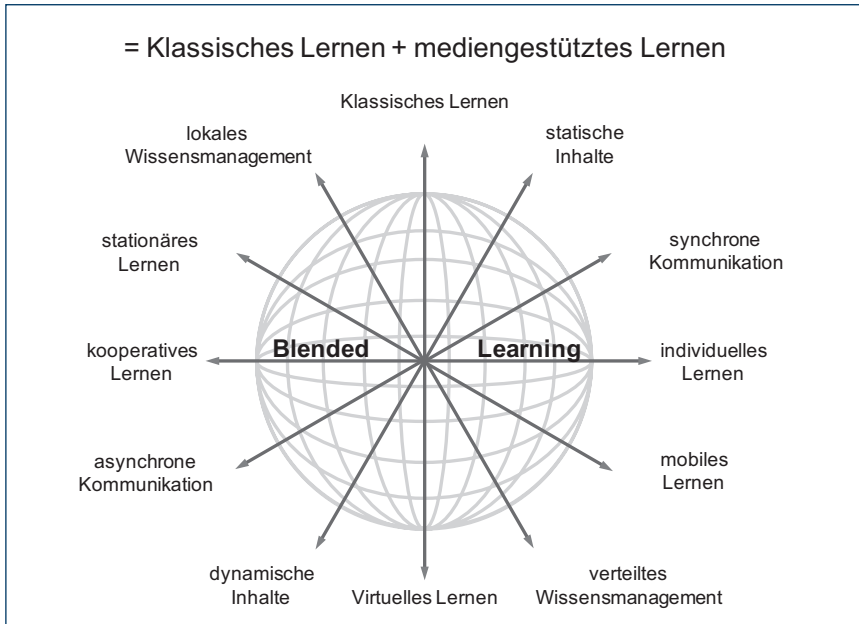 = Klassisches Lernen + mediengestütztes Lernen
Klassisches Lernen
lokales
Wissensmanagement
statische
Inhalte
stationäres
Lernen
synchrone
Kommunikation
kooperatives
Lernen
Blended Learning
individuelles
Lernen
asynchrone
Kommunikation
mobiles
Lernen
dynamische
Inhalte
Virtuelles Lernen
verteiltes
Wissensmanagement